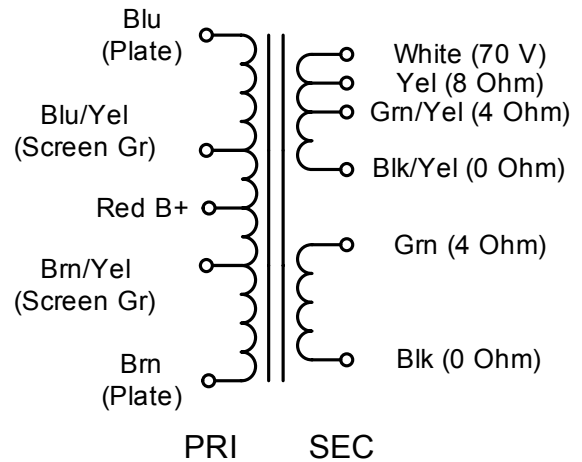 Blu
(Plate)
Blu/Yel
(Screen Gr)
Red B+
Brn/Yel
(Screen Gr)
Brn
(Plate)
White (70 V)
Yel (8 Ohm)
Grn/Yel (4 Ohm)
Blk/Yel (0 Ohm)
Grn (4 Ohm)
Blk (0 Ohm)
PRI
SEC